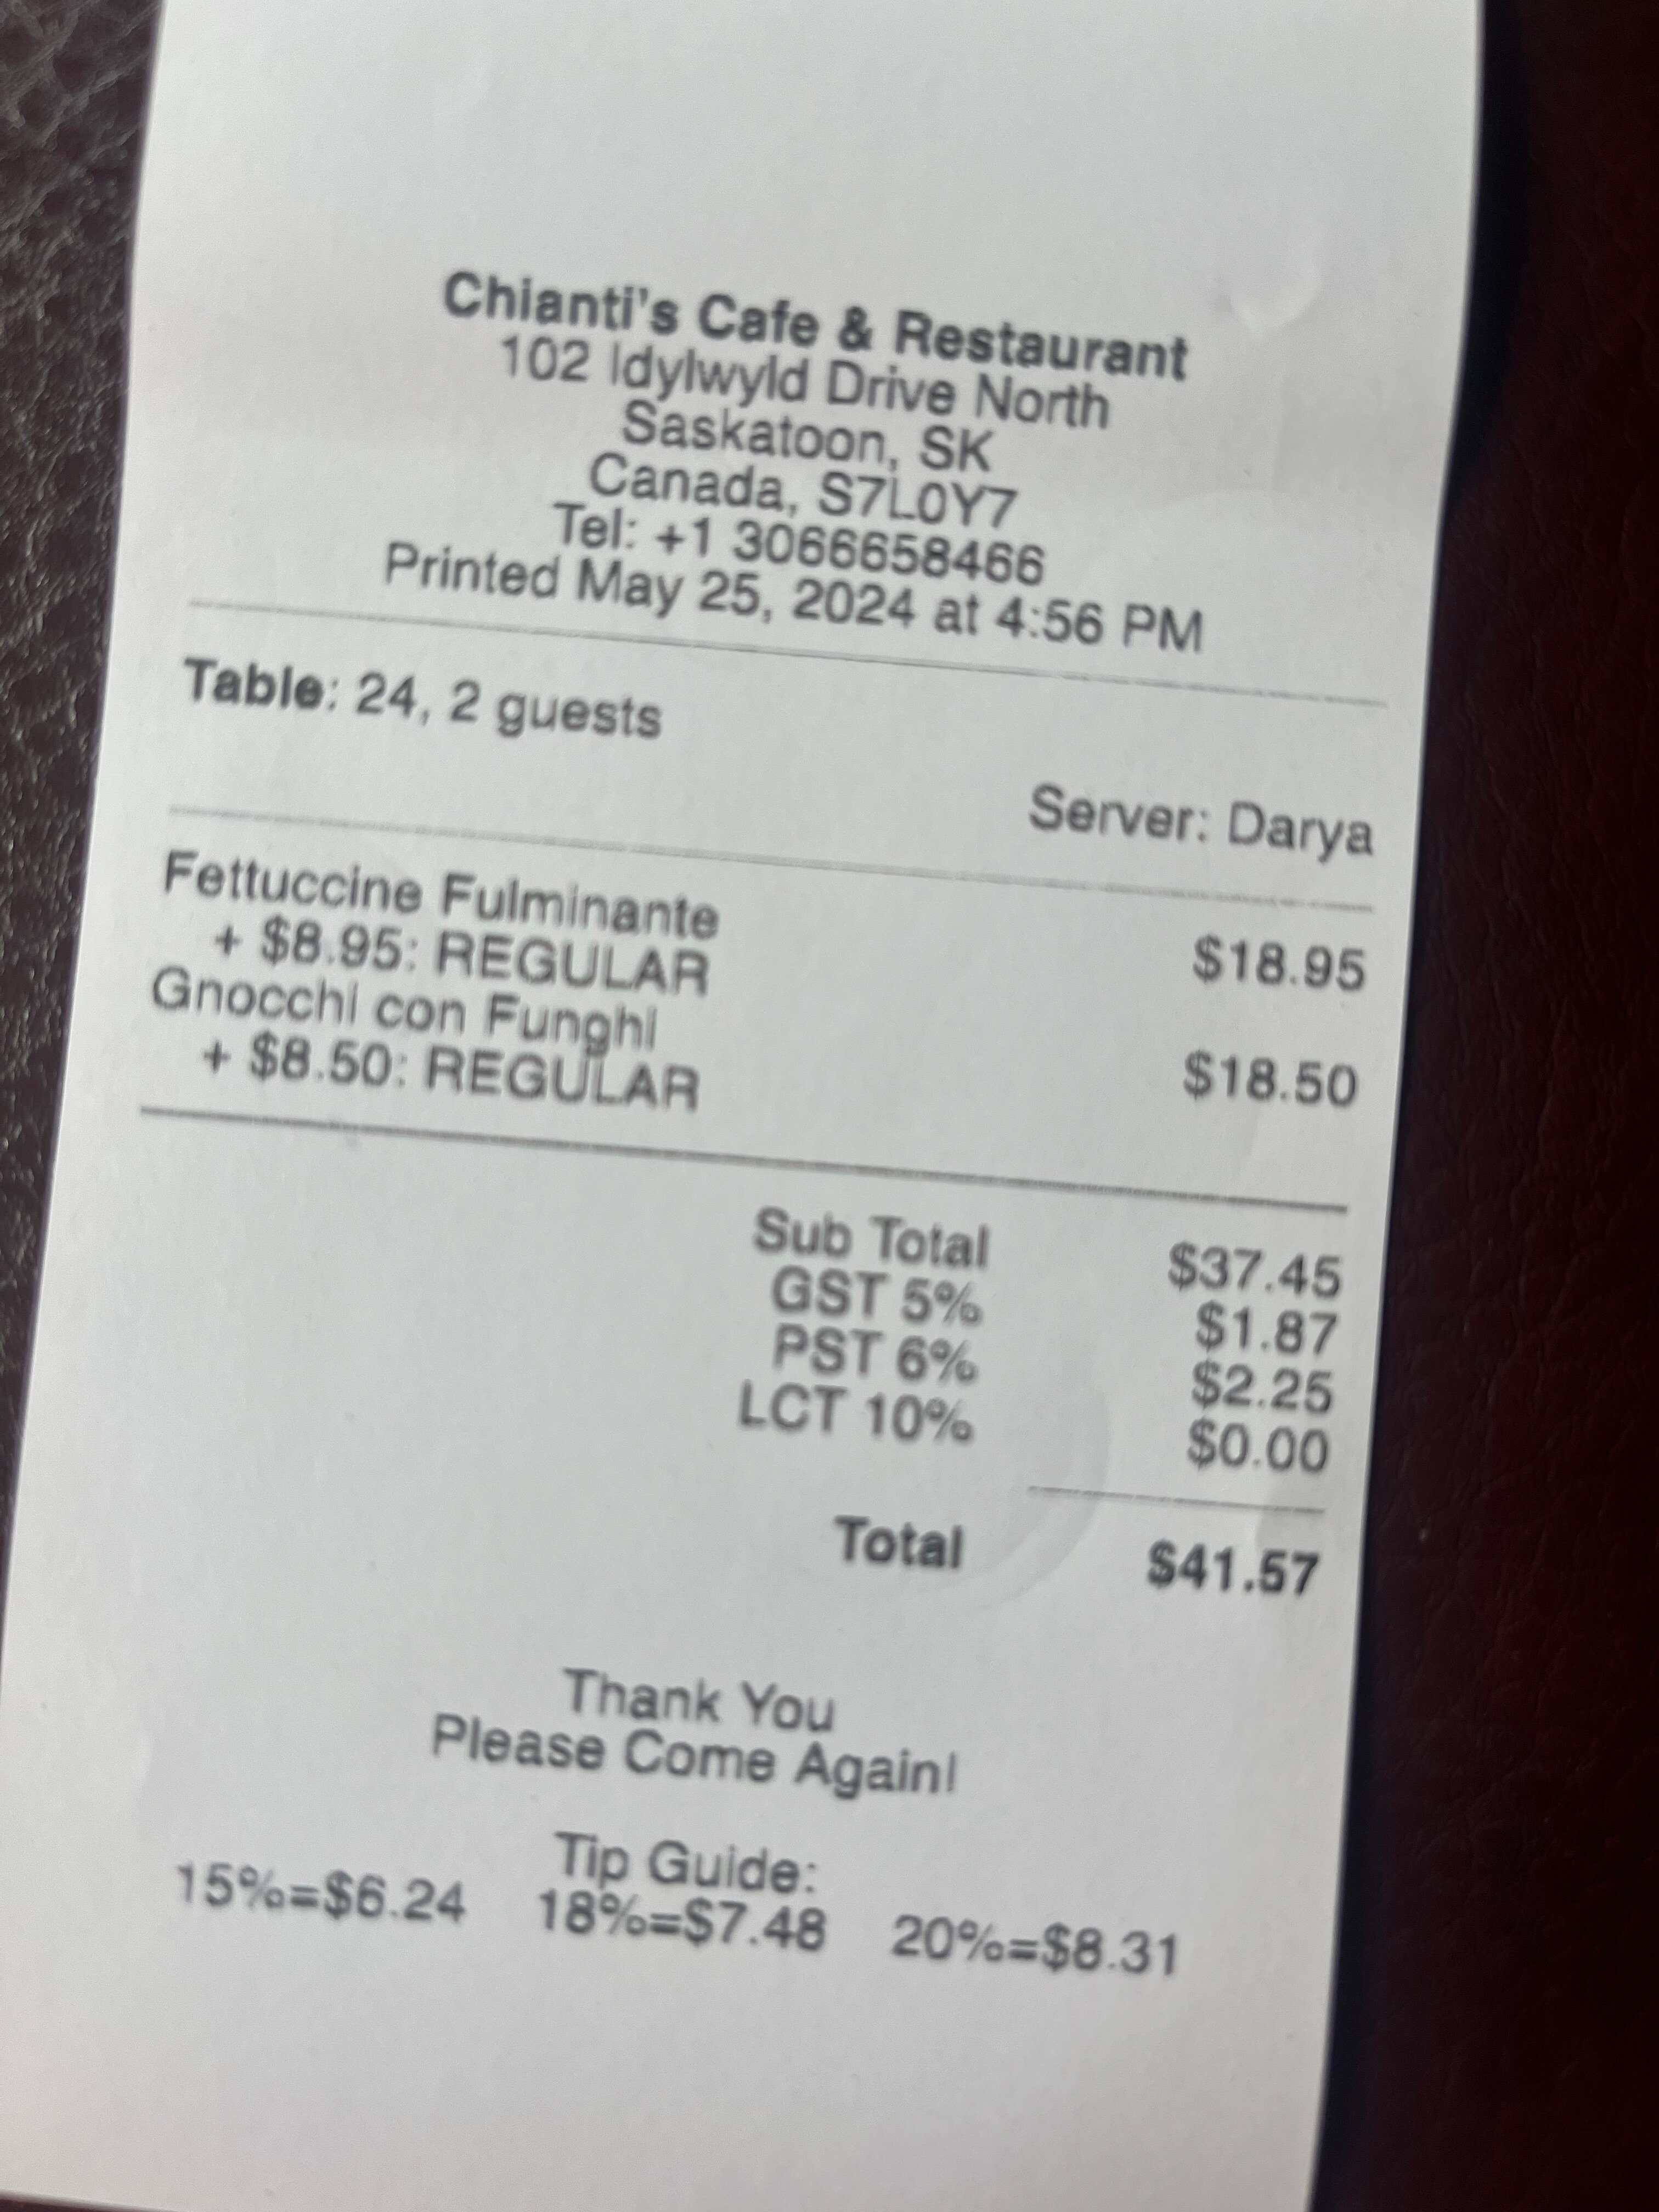 Chianti's Cafe & Restaurant
102 Idylwyld Drive North
Saskatoon, SK
Canada, S7L0Y7
Tel: +1 3066658466
Printed May 25, 2024 at 4:56 PM
Table: 24, 2 guests
Server: Darya
Fettuccine Fulminante $18.95
+ $8.95: REGULAR
Gnocchi con Funghi $18.50
+ $8.50: REGULAR
Sub Total $37.45
GST 5% $1.87
PST 6% $2.25
LCT 10% $0.00
Total $41.57
Thank You
Please Come Again!
Tip Guide:
15%=$6.24 18%=$7.48 20%=$8.31